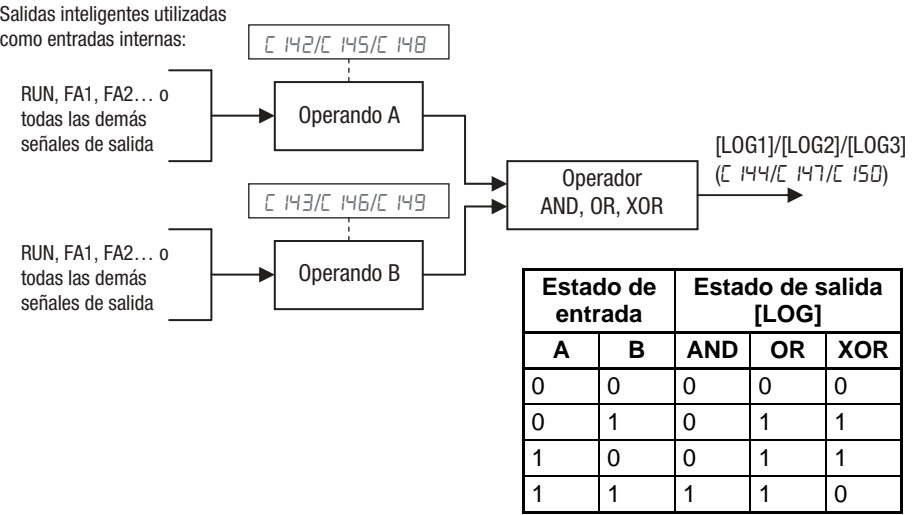 Salidas inteligentes utilizadas
como entradas internas:
C 142/C 145/C 148
RUN, FA1, FA2… o
todas las demás
señales de salida
Operando A
[LOG1]/[LOG2]/[LOG3]
(C 144/C 147/C 150)
Operador
AND, OR, XOR
C 143/C 146/C 149
RUN, FA1, FA2… o
todas las demás
señales de salida
Operando B
Estado de entrada Estado de salida [LOG]
A B AND OR XOR
0 0 0 0 0
0 1 0 1 1
1 0 0 1 1
1 1 1 1 0